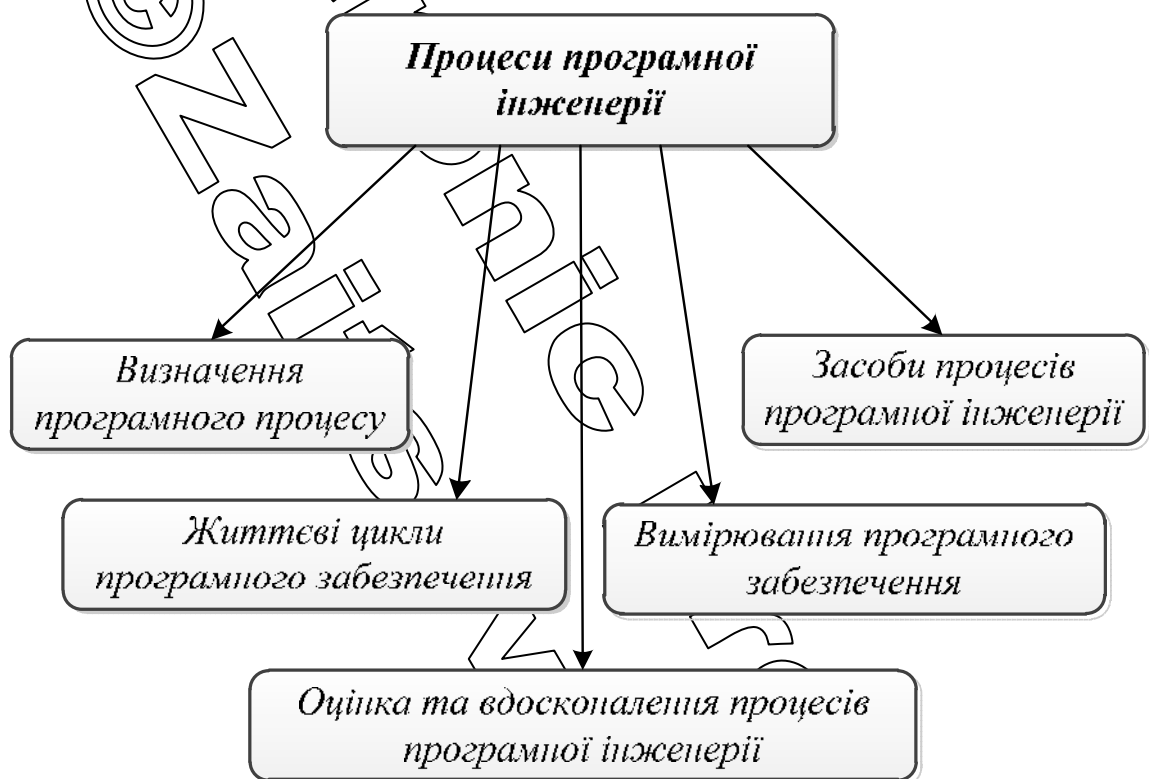 Процеси програмної
інженерії
Визначення
програмного процесу
Засоби процесів
програмної інженерії
Життєві цикли
програмного забезпечення
Вимірювання програмного
забезпечення
Оцінка та вдосконалення процесів
програмної інженерії